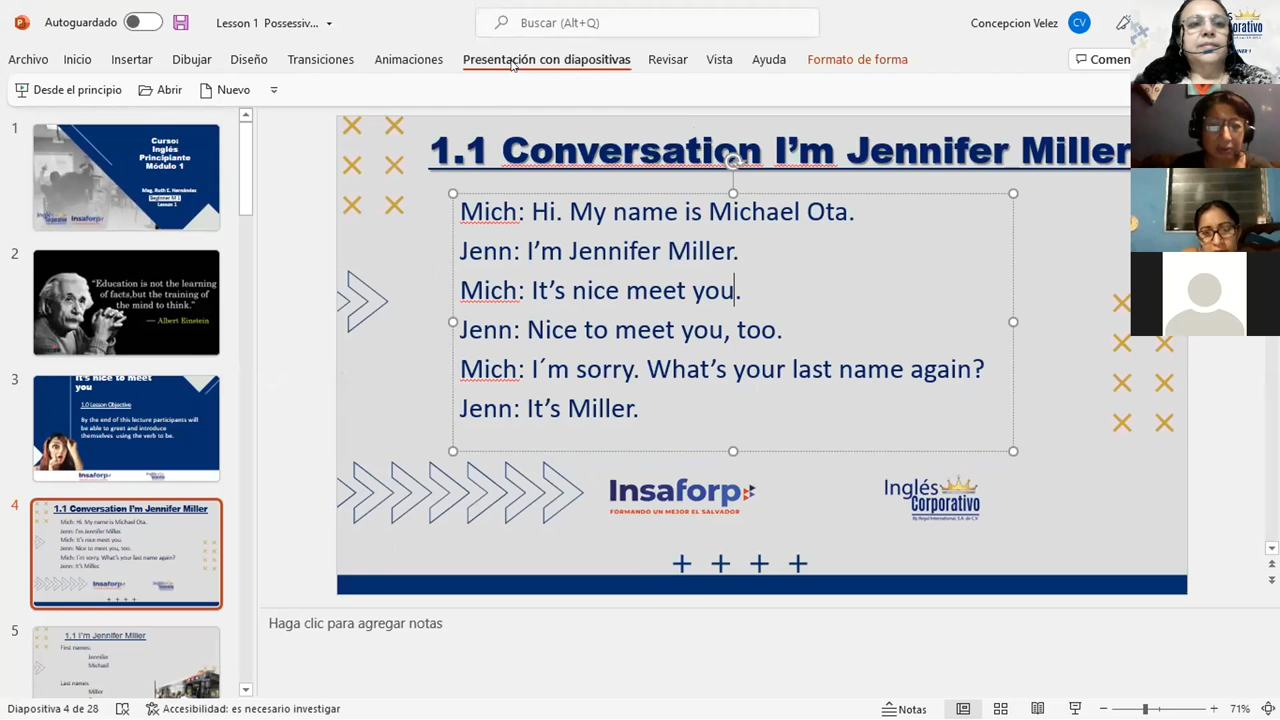 Autoguardado
Lesson 1 Possessiv...
Buscar (Alt+Q)
Concepcion Velez
CV
Archivo
Inicio
Insertar
Dibujar
Diseño
Transiciones
Animaciones
Presentación con diapositivas
Revisar
Vista
Ayuda
Formato de forma
Comen
Desde el principio
Abrir
Nuevo
1
Curso:
Inglés
Principiante
Módulo 1
Mag. Ruth E. Hernández
Beginner M 1
Lesson 1
2
"Education is not the learning
of facts,but the training of
the mind to think."
— Albert Einstein
3
It's nice to meet
you
1.0 Lesson Objective
By the end of this lecture participants will
be able to greet and introduce
themselves using the verb to be.
Insaforp
4
1.1 Conversation I'm Jennifer Miller
Mich: Hi. My name is Michael Ota.
Jenn: I'm Jennifer Miller.
Mich: It's nice meet you.
Jenn: Nice to meet you, too.
Mich: I´m sorry. What's your last name again?
Jenn: It's Miller.
Insaforp
5
1.1 I'm Jennifer Miller
First names:
Jennifer
Michael
Last names:
Miller
1.1 Conversation I'm Jennifer Miller
Mich: Hi. My name is Michael Ota.
Jenn: I'm Jennifer Miller.
Mich: It's nice meet you.
Jenn: Nice to meet you, too.
Mich: I´m sorry. What's your last name again?
Jenn: It's Miller.
Insaforp
FORMANDO UN MEJOR EL SALVADOR
Inglés
Corporativo
By Regal International, S.A. de C.V.
Haga clic para agregar notas
Diapositiva 4 de 28
Accesibilidad: es necesario investigar
Notas
71%